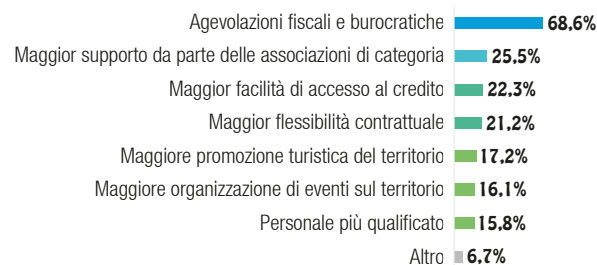 Agevolazioni fiscali e burocratiche 68,6%
Maggior supporto da parte delle associazioni di categoria 25,5%
Maggior facilità di accesso al credito 22,3%
Maggior flessibilità contrattuale 21,2%
Maggiore promozione turistica del territorio 17,2%
Maggiore organizzazione di eventi sul territorio 16,1%
Personale più qualificato 15,8%
Altro 6,7%